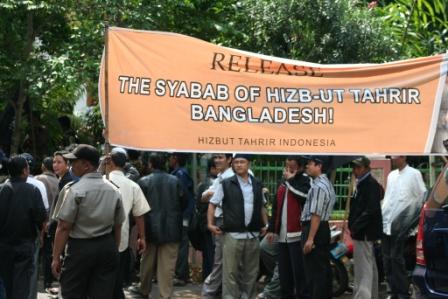 RELEASE
THE SYABAB OF HIZB-UT TAHRIR
BANGLADESH!
HIZBUT TAHRIR INDONESIA